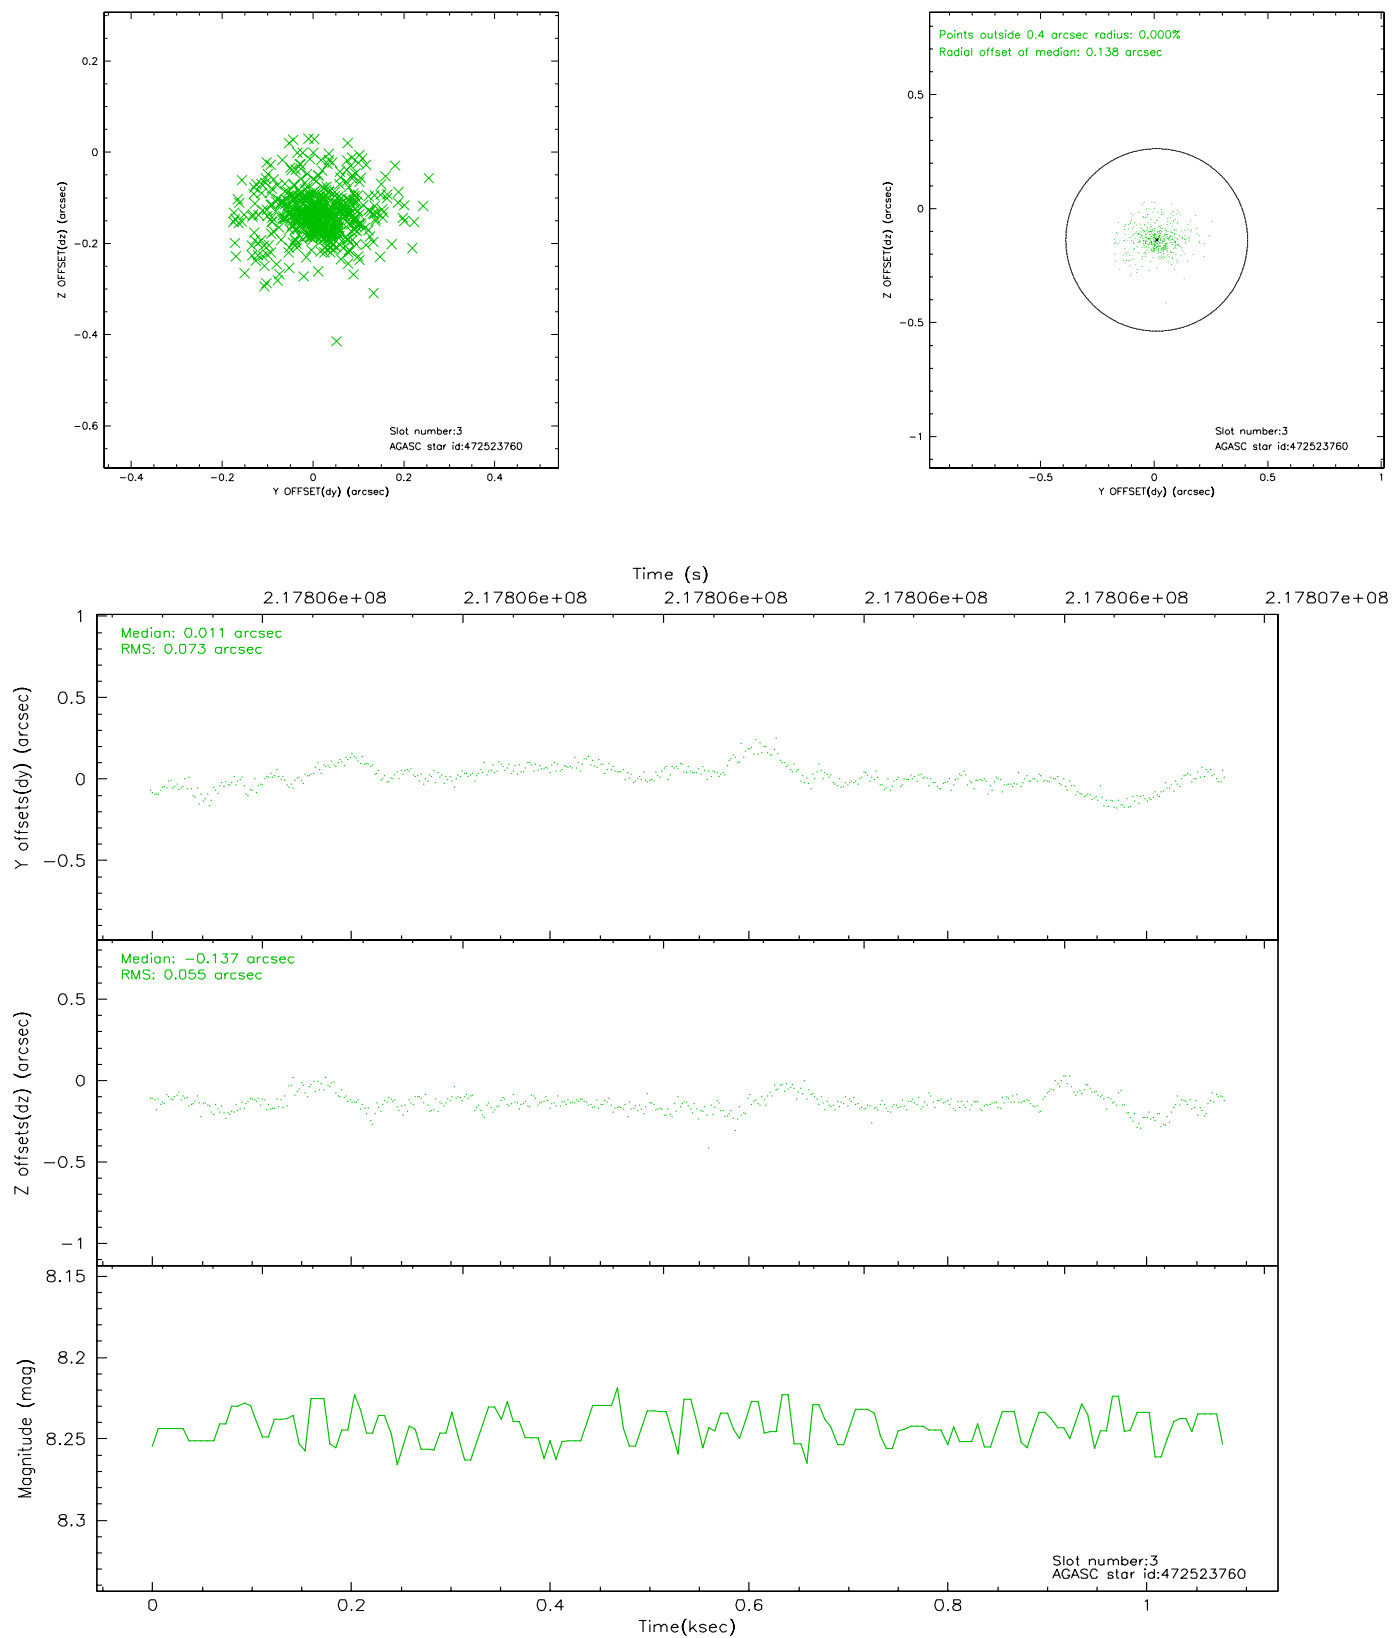 0.2
0
-0.2
-0.4
-0.6
Z OFFSET(dz) (arcsec)
Slot number:3
AGASC star id:472523760
-0.4
-0.2
0
0.2
0.4
Y OFFSET(dy) (arcsec)
Points outside 0.4 arcsec radius: 0.000%
Radial offset of median: 0.138 arcsec
0.5
0
-0.5
-1
Z OFFSET(dz) (arcsec)
Slot number:3
AGASC star id:472523760
-0.5
0
0.5
1
Y OFFSET(dy) (arcsec)
Time (s)
2.17806e+08
2.17806e+08
2.17806e+08
2.17806e+08
2.17806e+08
2.17807e+08
Median: 0.011 arcsec
RMS: 0.073 arcsec
1
0.5
0
-0.5
Y offsets(dy) (arcsec)
Median: -0.137 arcsec
RMS: 0.055 arcsec
0.5
0
-0.5
-1
Z offsets(dz) (arcsec)
8.15
8.2
8.25
8.3
Magnitude (mag)
Slot number:3
AGASC star id:472523760
0
0.2
0.4
0.6
0.8
1
Time(ksec)